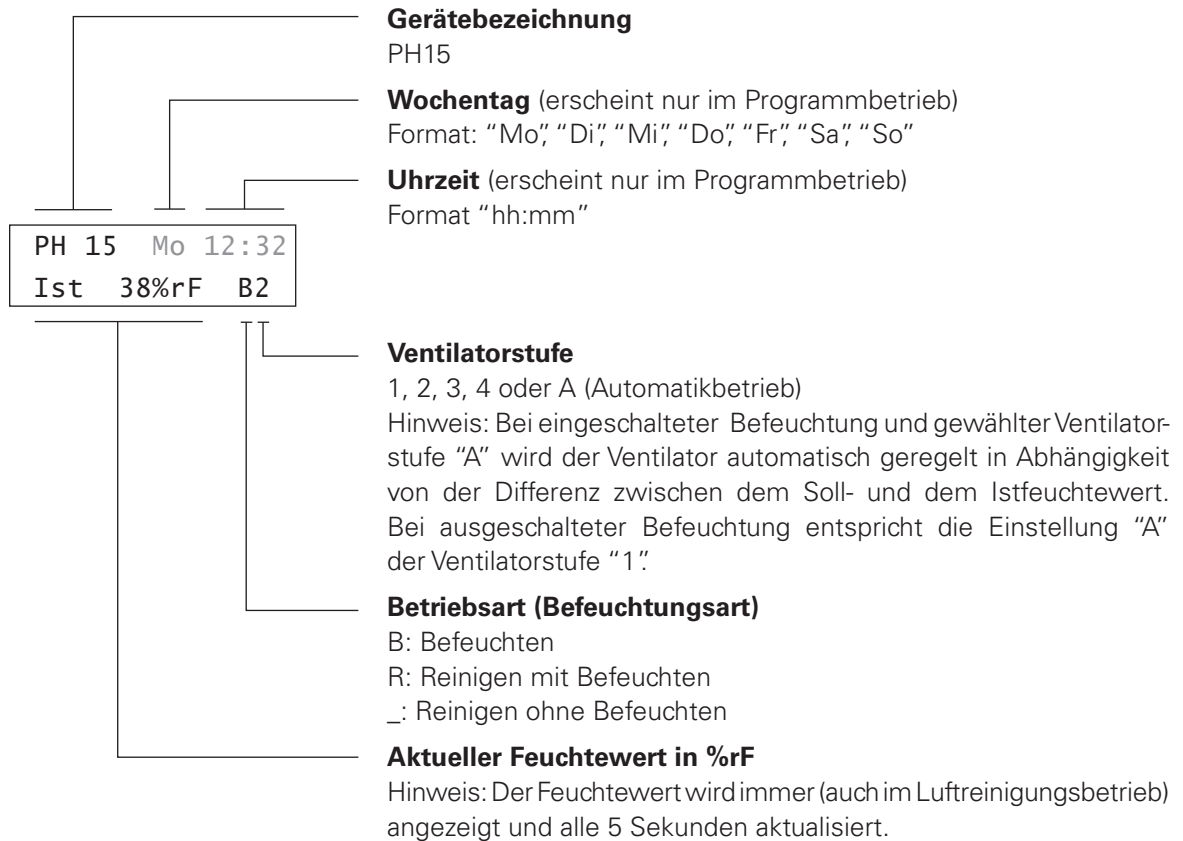 Gerätebezeichnung
PH15
Wochentag (erscheint nur im Programmbetrieb)
Format: “Mo”, “Di”, “Mi”, “Do”, “Fr”, “Sa”, “So”
Uhrzeit (erscheint nur im Programmbetrieb)
Format “hh:mm”
PH 15 Mo 12:32
Ist 38%rF B2
Ventilatorstufe
1, 2, 3, 4 oder A (Automatikbetrieb)
Hinweis: Bei eingeschalteter Befeuchtung und gewählter Ventilator-
stufe “A” wird der Ventilator automatisch geregelt in Abhängigkeit
von der Differenz zwischen dem Soll- und dem Istfeuchtewert.
Bei ausgeschalteter Befeuchtung entspricht die Einstellung “A”
der Ventilatorstufe “1”.
Betriebsart (Befeuchtungsart)
B: Befeuchten
R: Reinigen mit Befeuchten
_: Reinigen ohne Befeuchten
Aktueller Feuchtewert in %rF
Hinweis: Der Feuchtewert wird immer (auch im Luftreinigungsbetrieb)
angezeigt und alle 5 Sekunden aktualisiert.